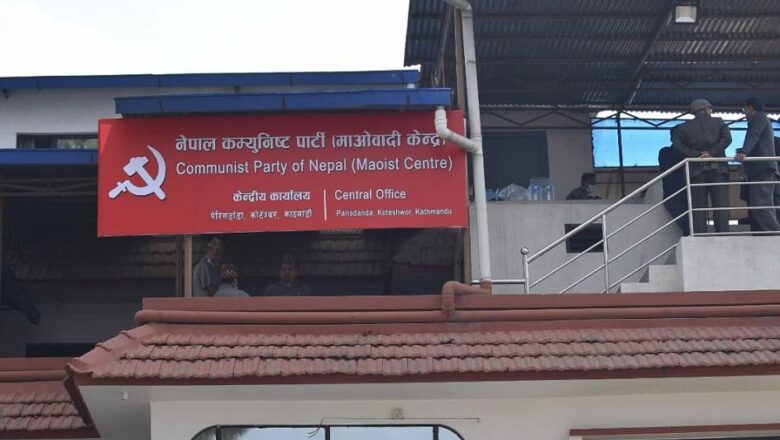 नेपाल कम्युनिष्ट पार्टी (माओवादी केन्द्र)
Communist Party of Nepal (Maoist Centre)
केन्द्रीय कार्यालय
पेरिसडाँडा, कोटेश्वर, काठमाडौँ
Central Office
Parisdanda, Koteshwor, Kathmandu